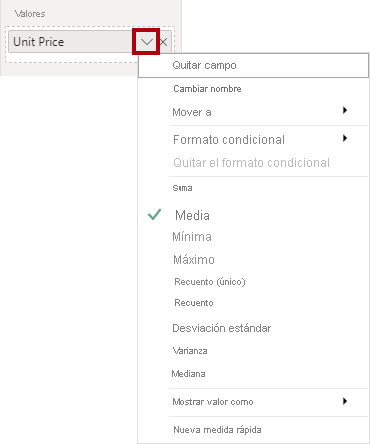 Valores
Unit Price
Quitar campo
Cambiar nombre
Mover a
Formato condicional
Quitar el formato condicional
Suma
Media
Mínima
Máximo
Recuento (único)
Recuento
Desviación estándar
Varianza
Mediana
Mostrar valor como
Nueva medida rápida